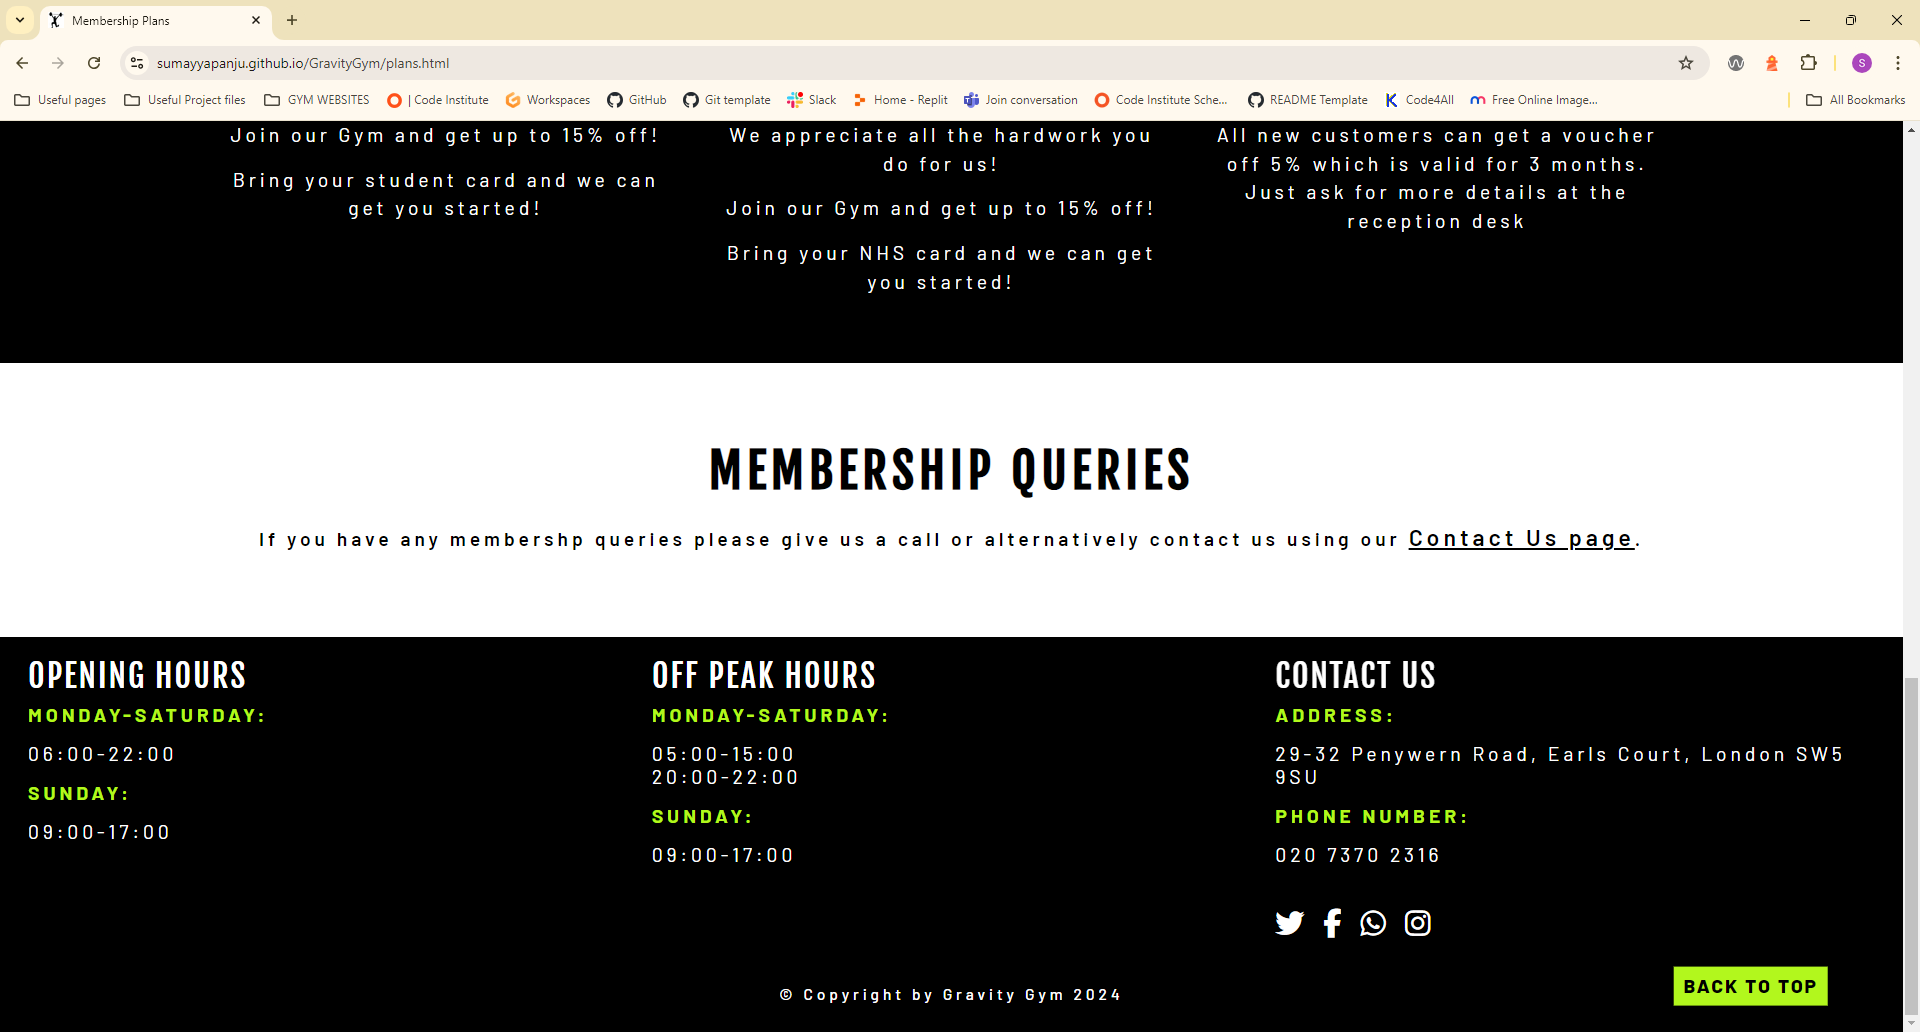 Membership Plans
sumayyapanju.github.io/GravityGym/plans.html
S
Useful pages
Useful Project files
GYM WEBSITES
| Code Institute
Workspaces
GitHub
Git template
Slack
Home - Replit
Join conversation
Code Institute Sche...
README Template
Code4All
Free Online Image...
All Bookmarks
Join our Gym and get up to 15% off!
Bring your student card and we can
get you started!
We appreciate all the hardwork you
do for us!
Join our Gym and get up to 15% off!
Bring your NHS card and we can get
you started!
All new customers can get a voucher
off 5% which is valid for 3 months.
Just ask for more details at the
reception desk
MEMBERSHIP QUERIES
If you have any membershp queries please give us a call or alternatively contact us using our Contact Us page.
OPENING HOURS
MONDAY-SATURDAY:
06:00-22:00
SUNDAY:
09:00-17:00
OFF PEAK HOURS
MONDAY-SATURDAY:
05:00-15:00
20:00-22:00
SUNDAY:
09:00-17:00
CONTACT US
ADDRESS:
29-32 Penywern Road, Earls Court, London SW5
9SU
PHONE NUMBER:
020 7370 2316
© Copyright by Gravity Gym 2024
BACK TO TOP